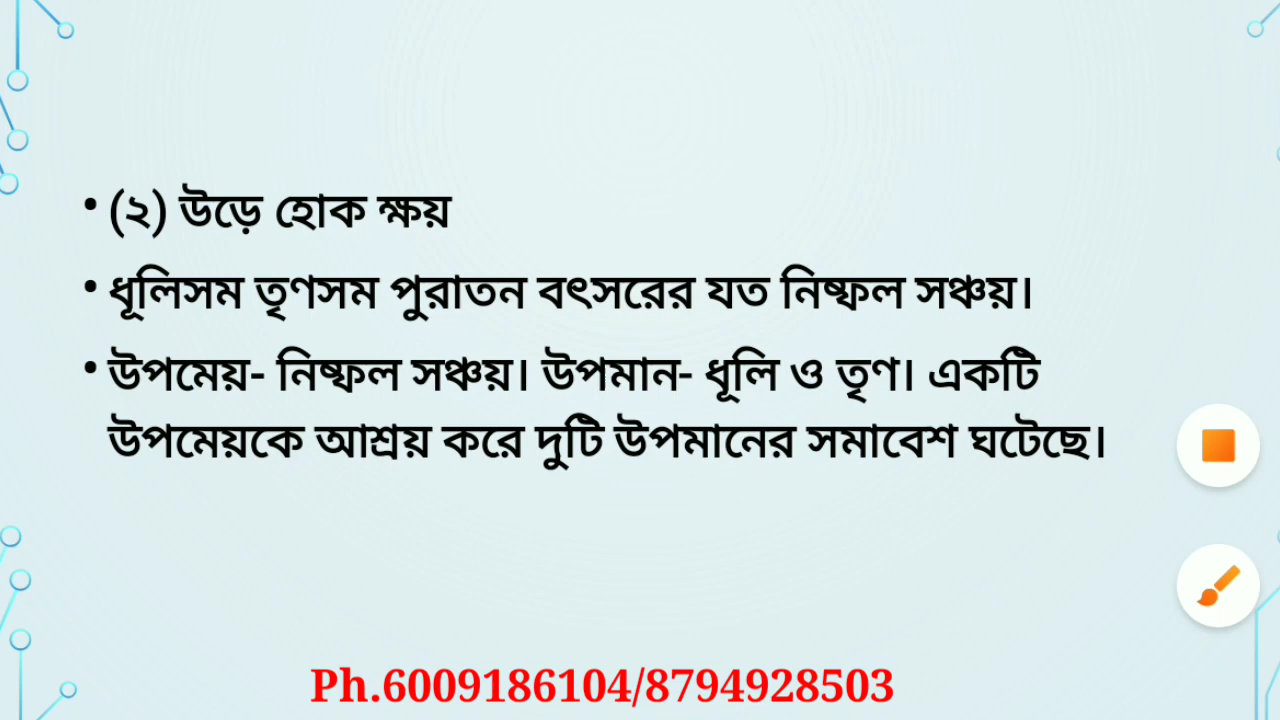 • (২) উড়ে হোক ক্ষয়
• ধূলিসম তৃণসম পুরাতন বৎসরের যত নিষ্ফল সঞ্চয়।
• উপমেয়- নিষ্ফল সঞ্চয়। উপমান- ধূলি ও তৃণ। একটি
উপমেয়কে আশ্রয় করে দুটি উপমানের সমাবেশ ঘটেছে।
Ph.6009186104/8794928503